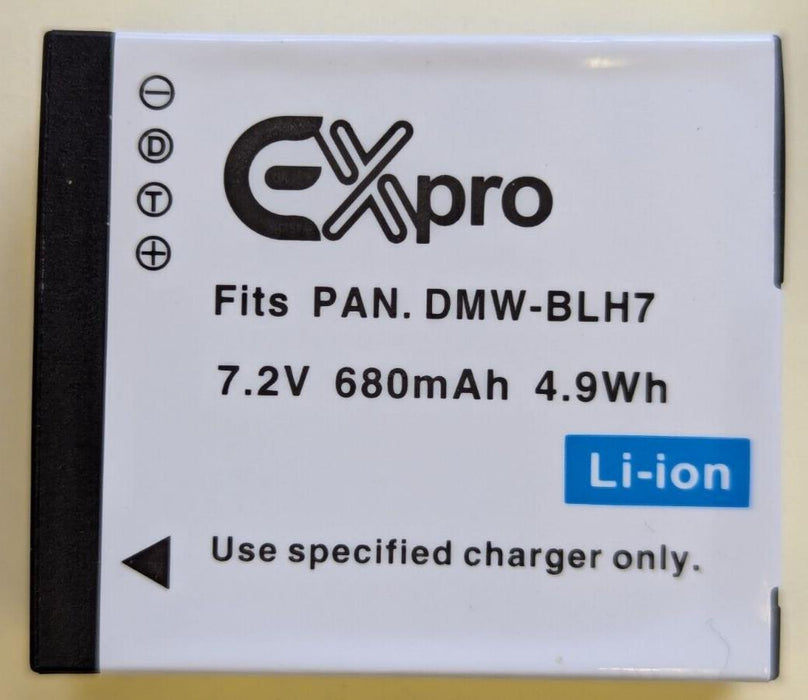 −
D
T
+
Expro
Fits PAN. DMW-BLH7
7.2V 680mAh 4.9Wh
Li-ion
Use specified charger only.